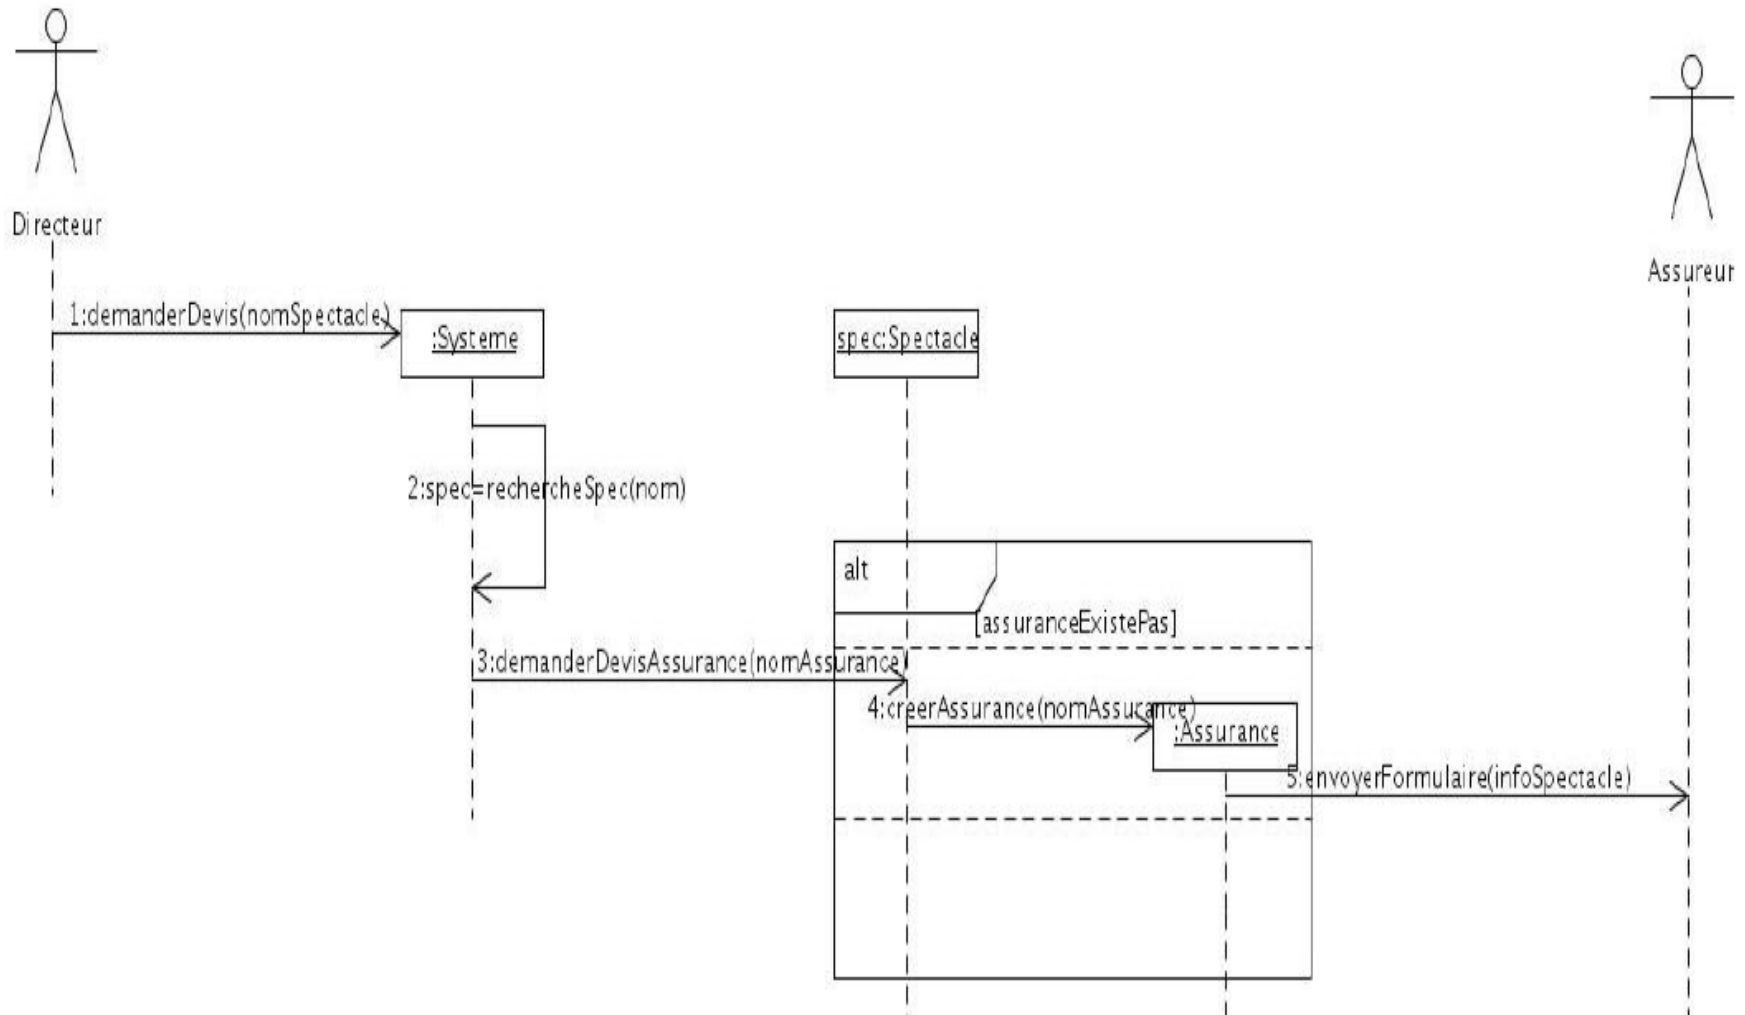 Directeur
Assureur
1:demanderDevis(nomSpectacle)
:Systeme
spec:Spectacle
2:spec=rechercheSpec(nom)
alt
[assuranceExistePas]
3:demanderDevisAssurance(nomAssurance)
4:creerAssurance(nomAssurance)
:Assurance
5:envoyerFormulaire(infoSpectacle)